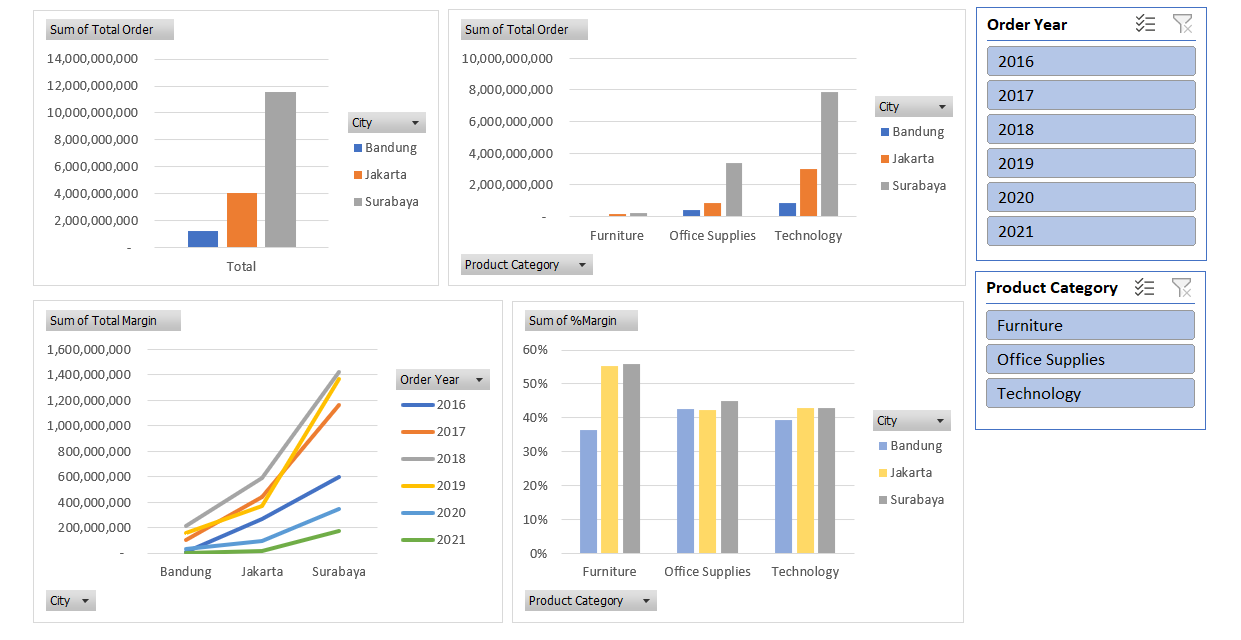 Sum of Total Order
14,000,000,000
12,000,000,000
10,000,000,000
8,000,000,000
6,000,000,000
4,000,000,000
2,000,000,000
-
Total
City
Bandung
Jakarta
Surabaya
Sum of Total Order
10,000,000,000
8,000,000,000
6,000,000,000
4,000,000,000
2,000,000,000
-
Furniture Office Supplies Technology
Product Category
City
Bandung
Jakarta
Surabaya
Order Year
2016
2017
2018
2019
2020
2021
Product Category
Furniture
Office Supplies
Technology
Sum of Total Margin
1,600,000,000
1,400,000,000
1,200,000,000
1,000,000,000
800,000,000
600,000,000
400,000,000
200,000,000
-
Bandung Jakarta Surabaya
City
Order Year
2016
2017
2018
2019
2020
2021
Sum of %Margin
60%
50%
40%
30%
20%
10%
0%
Furniture Office Supplies Technology
Product Category
City
Bandung
Jakarta
Surabaya